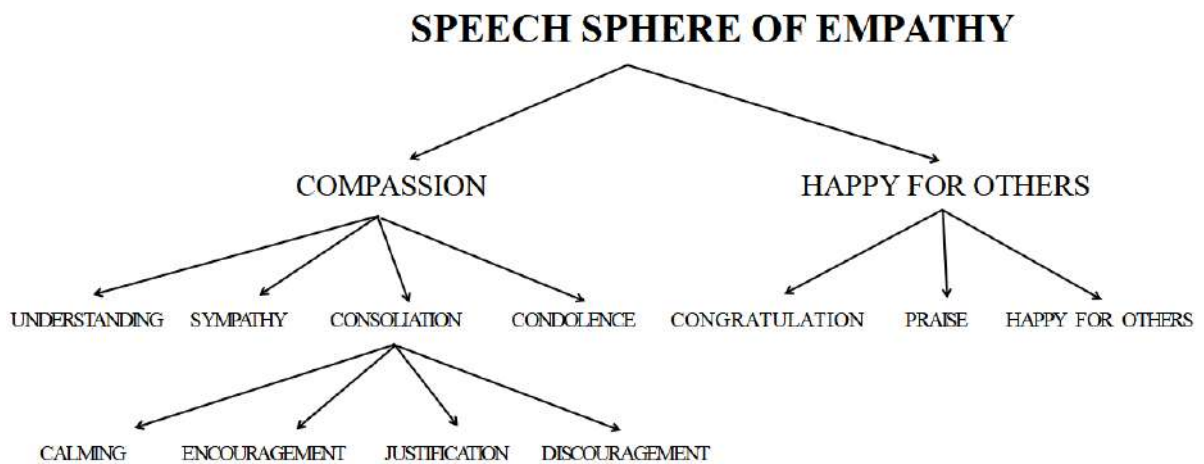 SPEECH SPHERE OF EMPATHY
COMPASSION HAPPY FOR OTHERS
UNDERSTANDING SYMPATHY CONSOLIATION CONDOLENCE CONGRATULATION PRAISE HAPPY FOR OTHERS
CALMING ENCOURAGEMENT JUSTIFICATION DISCOURAGEMENT